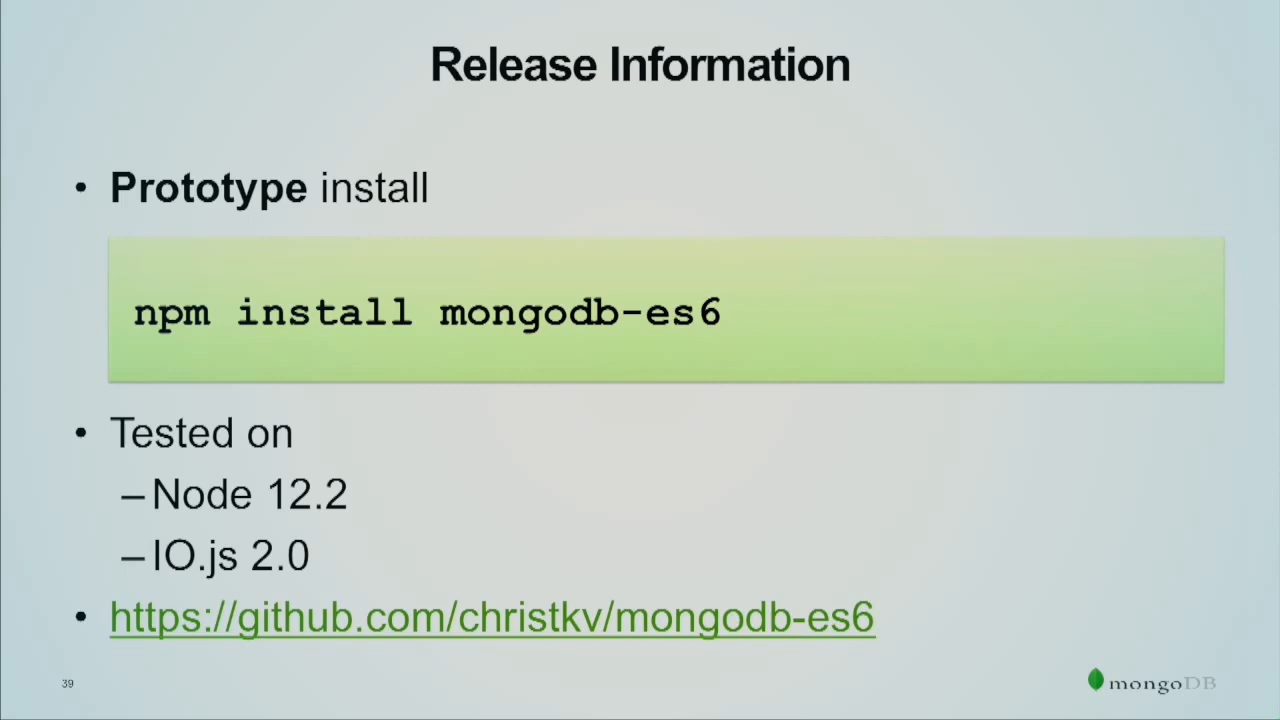 Release Information
• Prototype install
npm install mongodb-es6
• Tested on
–Node 12.2
–IO.js 2.0
• https://github.com/christkv/mongodb-es6
39
mongoDB